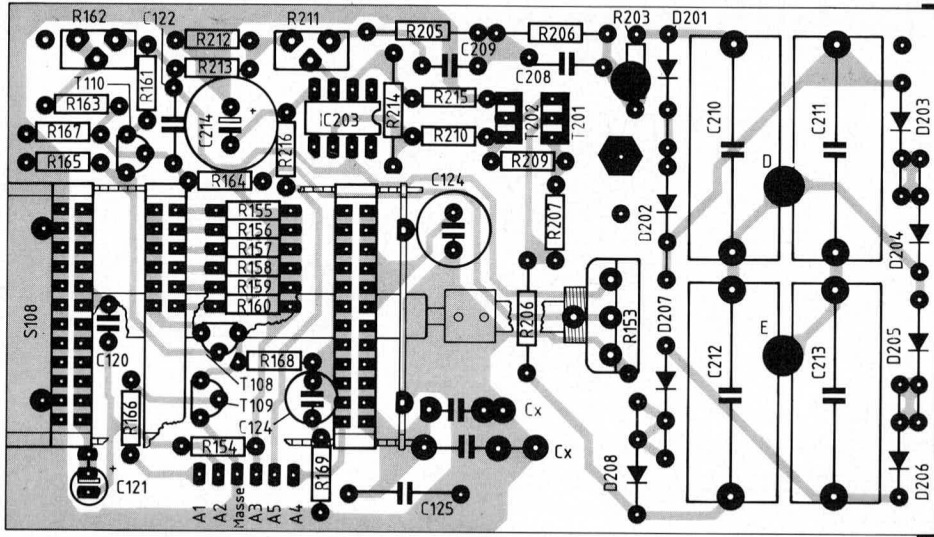 R162
C122
R211
R205
R206
R203
D201
T110
R161
R212
R213
C209
C208
R163
C214
+
R216
IC203
R214
R215
R210
T202
T201
C210
C211
D203
R167
R165
R164
C124
R209
R207
D202
D
D204
S108
R155
R156
R157
R158
R159
R160
C120
R206
R153
D207
E
D205
R168
T108
T109
C124
C212
C213
R166
R154
Cx
Cx
+
C121
A1
A2
Masse
A3
A5
A4
R169
C125
D208
D206